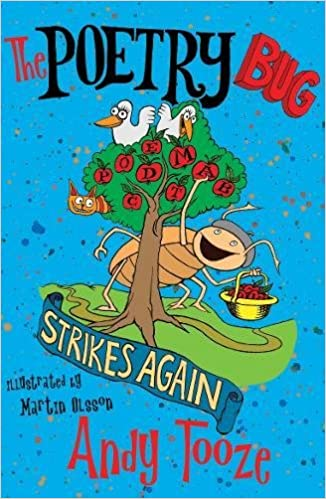 The POETRY BUG
E M
P O D M A B
C T
STRIKES AGAIN
illustrated by
Martin Olsson
Andy Tooze